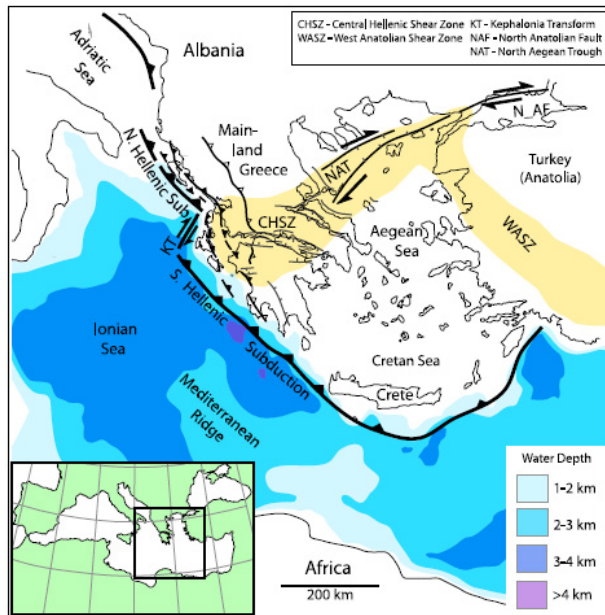 CHSZ - Central Hellenic Shear Zone KT - Kephalonia Transform
WASZ - West Anatolian Shear Zone NAF - North Anatolian Fault
NAT - North Aegean Trough
Adriatic
Sea
Albania
N. Hellenic Sub.
Main-
land
Greece
N_AF
NAT
Turkey
(Anatolia)
CHSZ
WASZ
KT
Aegean
Sea
S. Hellenic Subduction
Ionian
Sea
Cretan Sea
Crete
Mediterranean
Ridge
Water Depth
1-2 km
2-3 km
3-4 km
>4 km
Africa
200 km